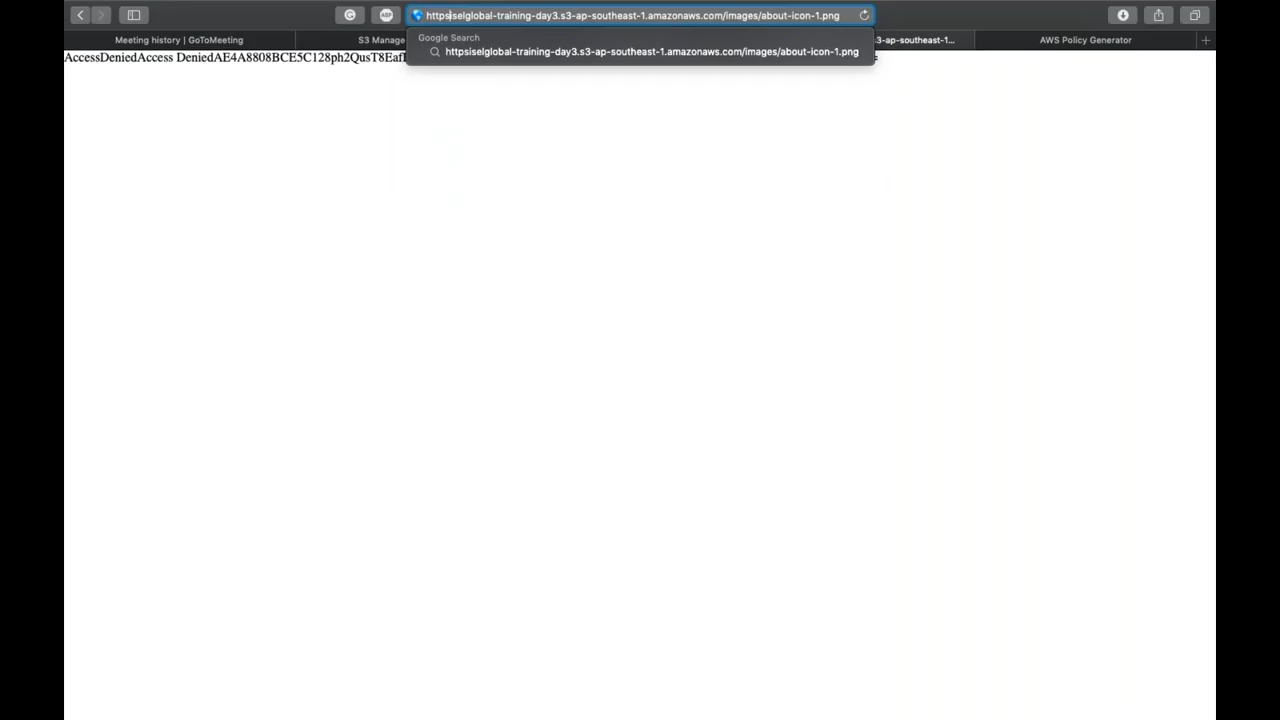 httpsiselglobal-training-day3.s3-ap-southeast-1.amazonaws.com/images/about-icon-1.png
ABP
Meeting history | GoToMeeting
S3 Manage
s3-ap-southeast-1...
AWS Policy Generator
Google Search
httpsiselglobal-training-day3.s3-ap-southeast-1.amazonaws.com/images/about-icon-1.png
AccessDeniedAccess DeniedAE4A8808BCE5C128ph2QusT8Eaf